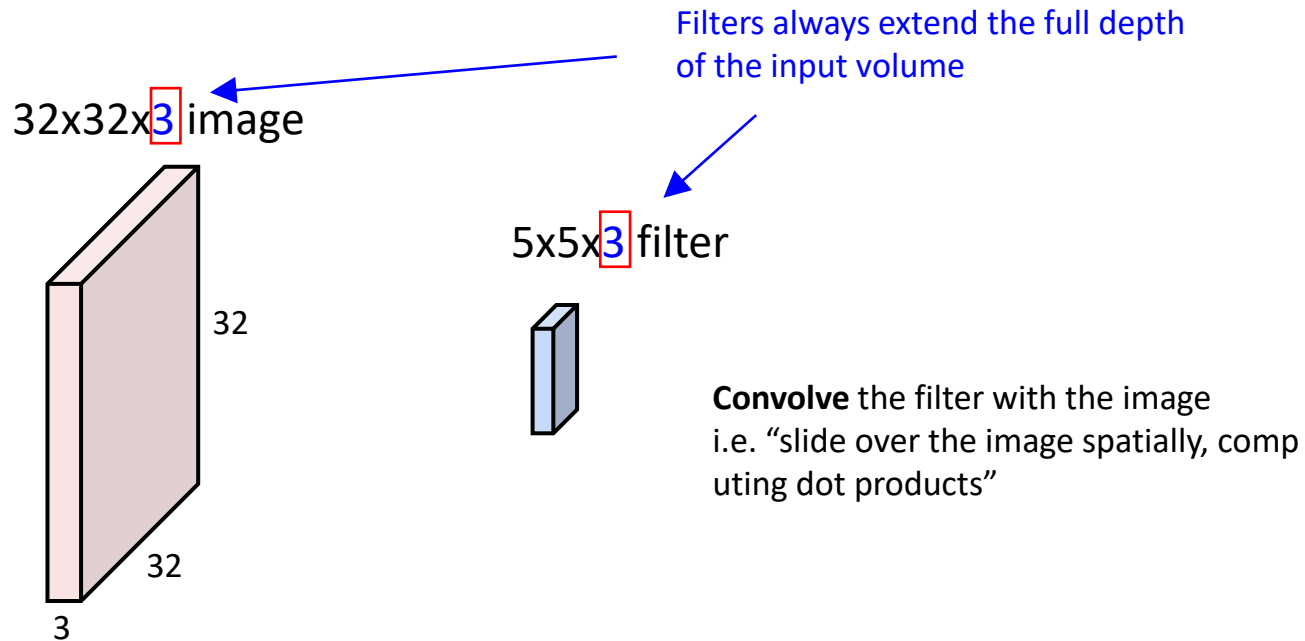 Filters always extend the full depth
of the input volume
32x32x3 image
5x5x3 filter
32
Convolve the filter with the image
i.e. “slide over the image spatially, comp
uting dot products”
32
3